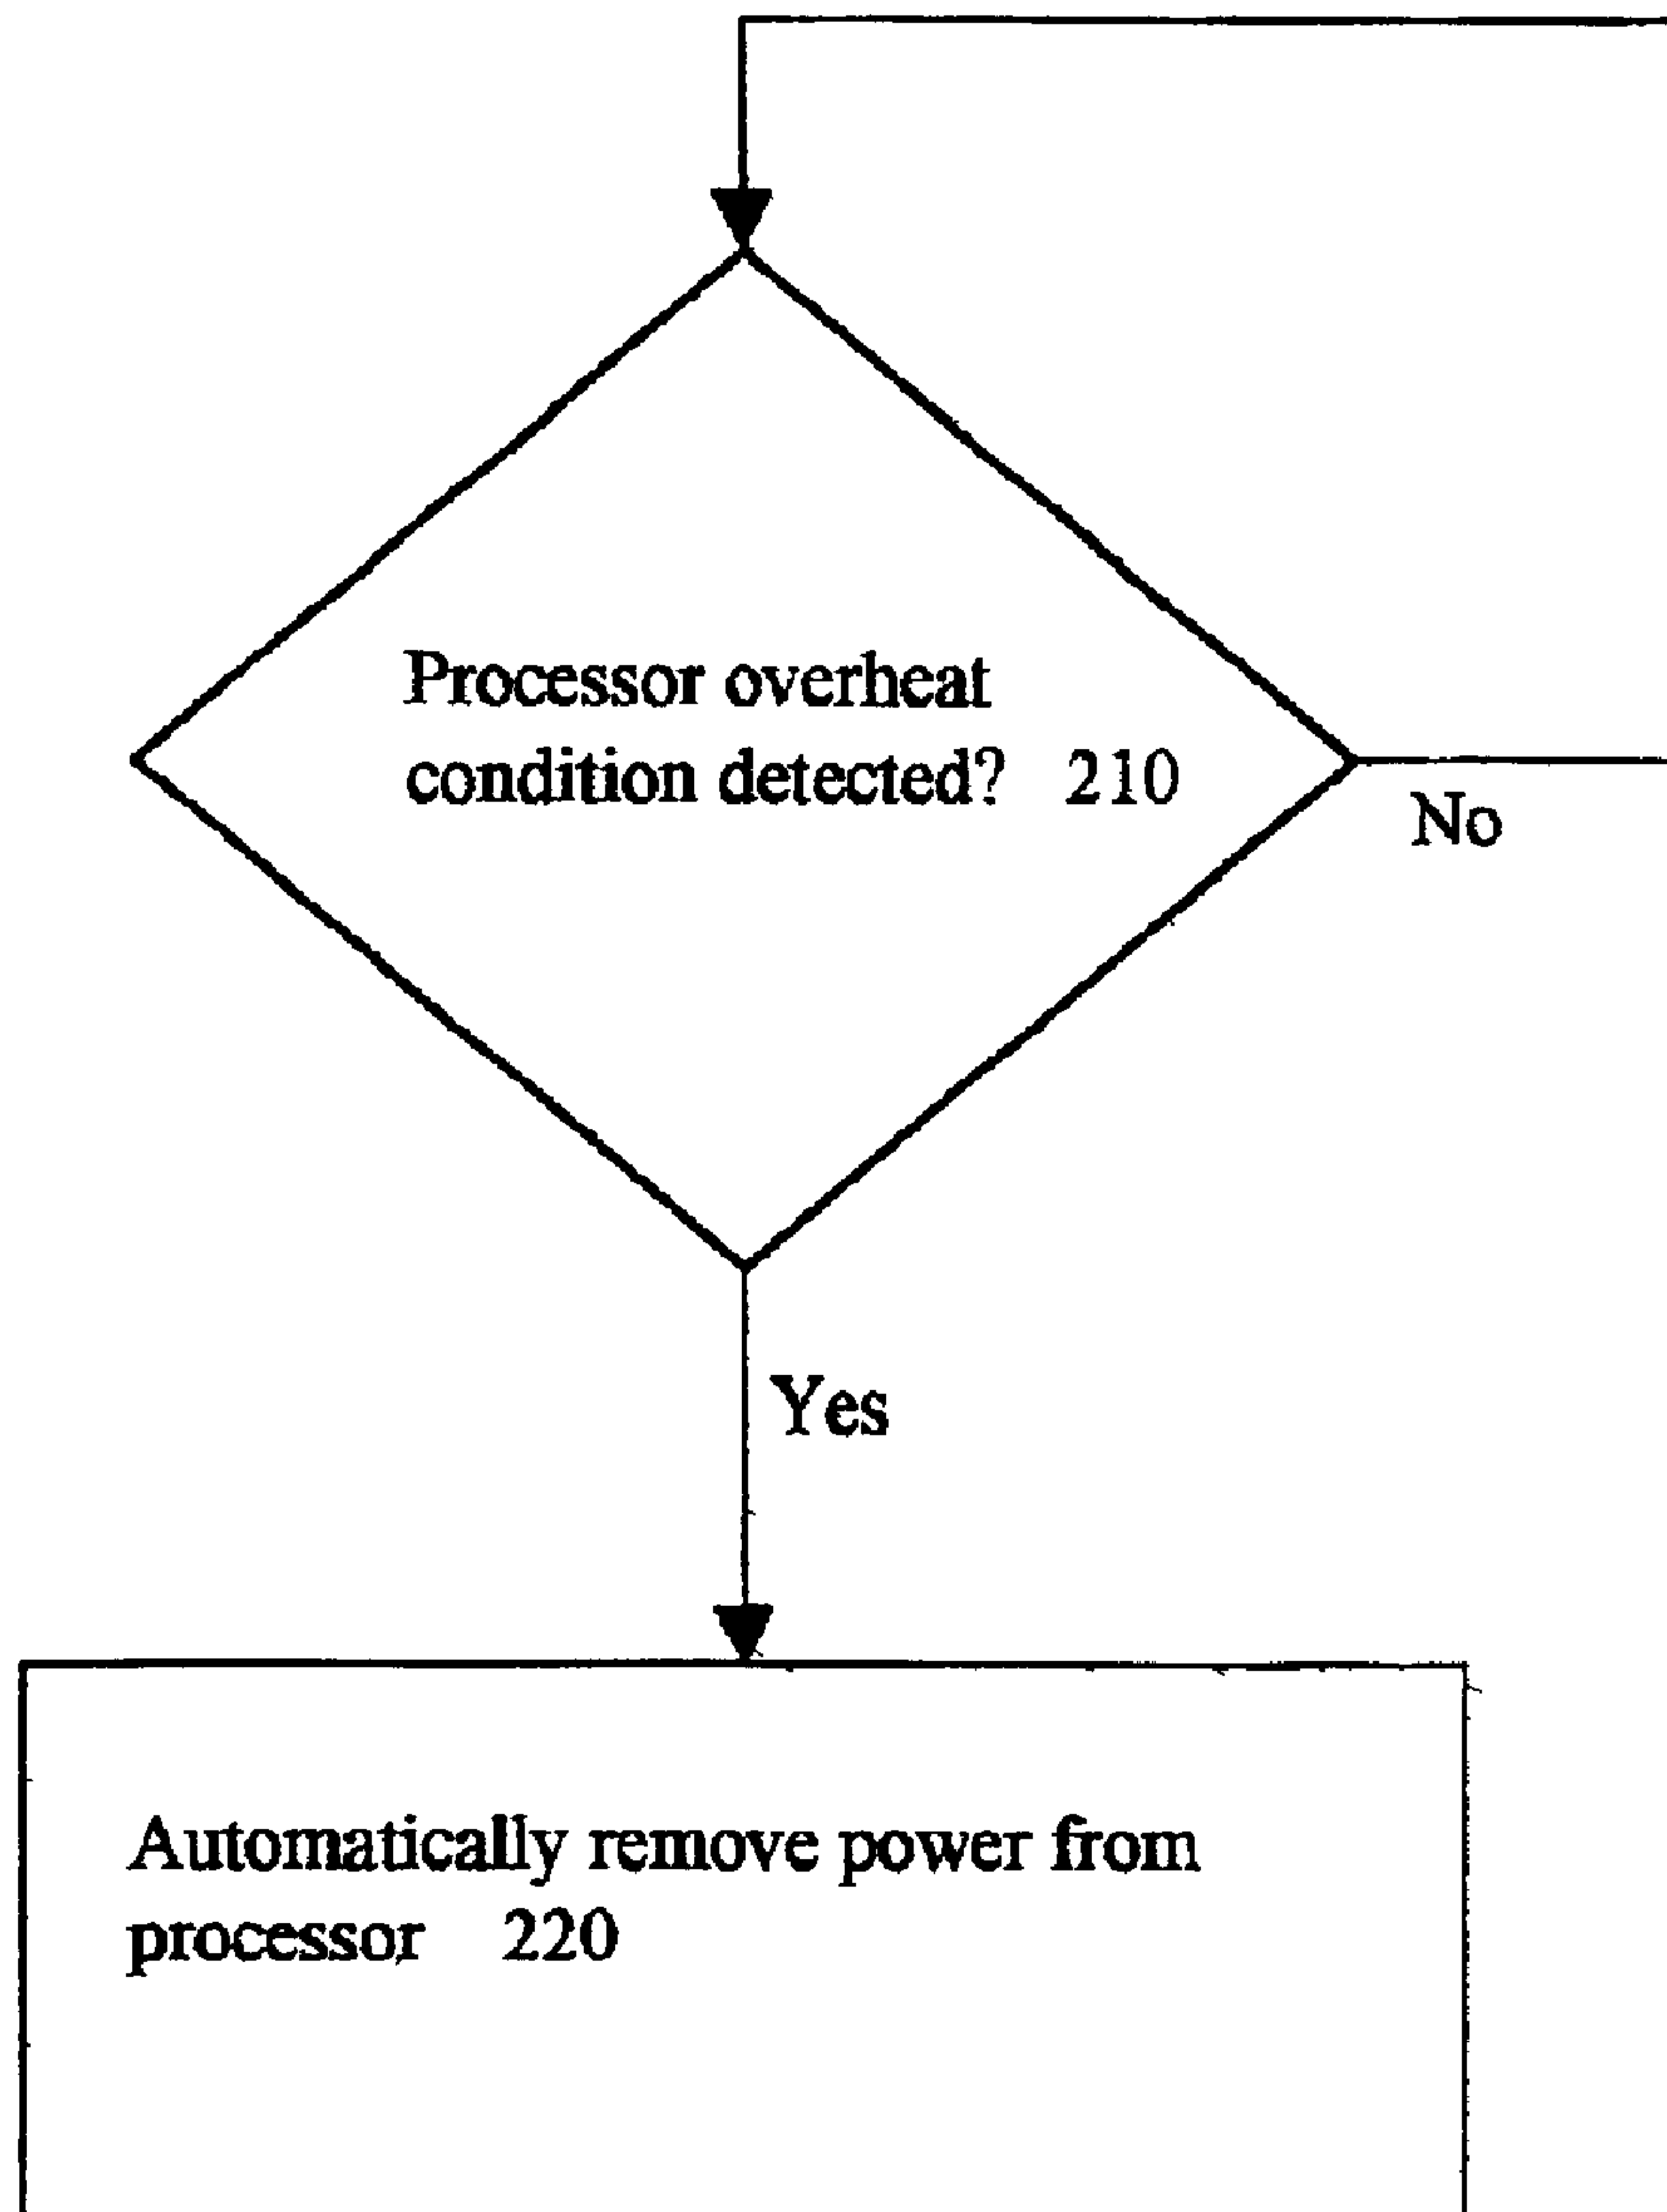 Processor overheat
condition detected? 210
No
Yes
Automatically remove power from
processor 220